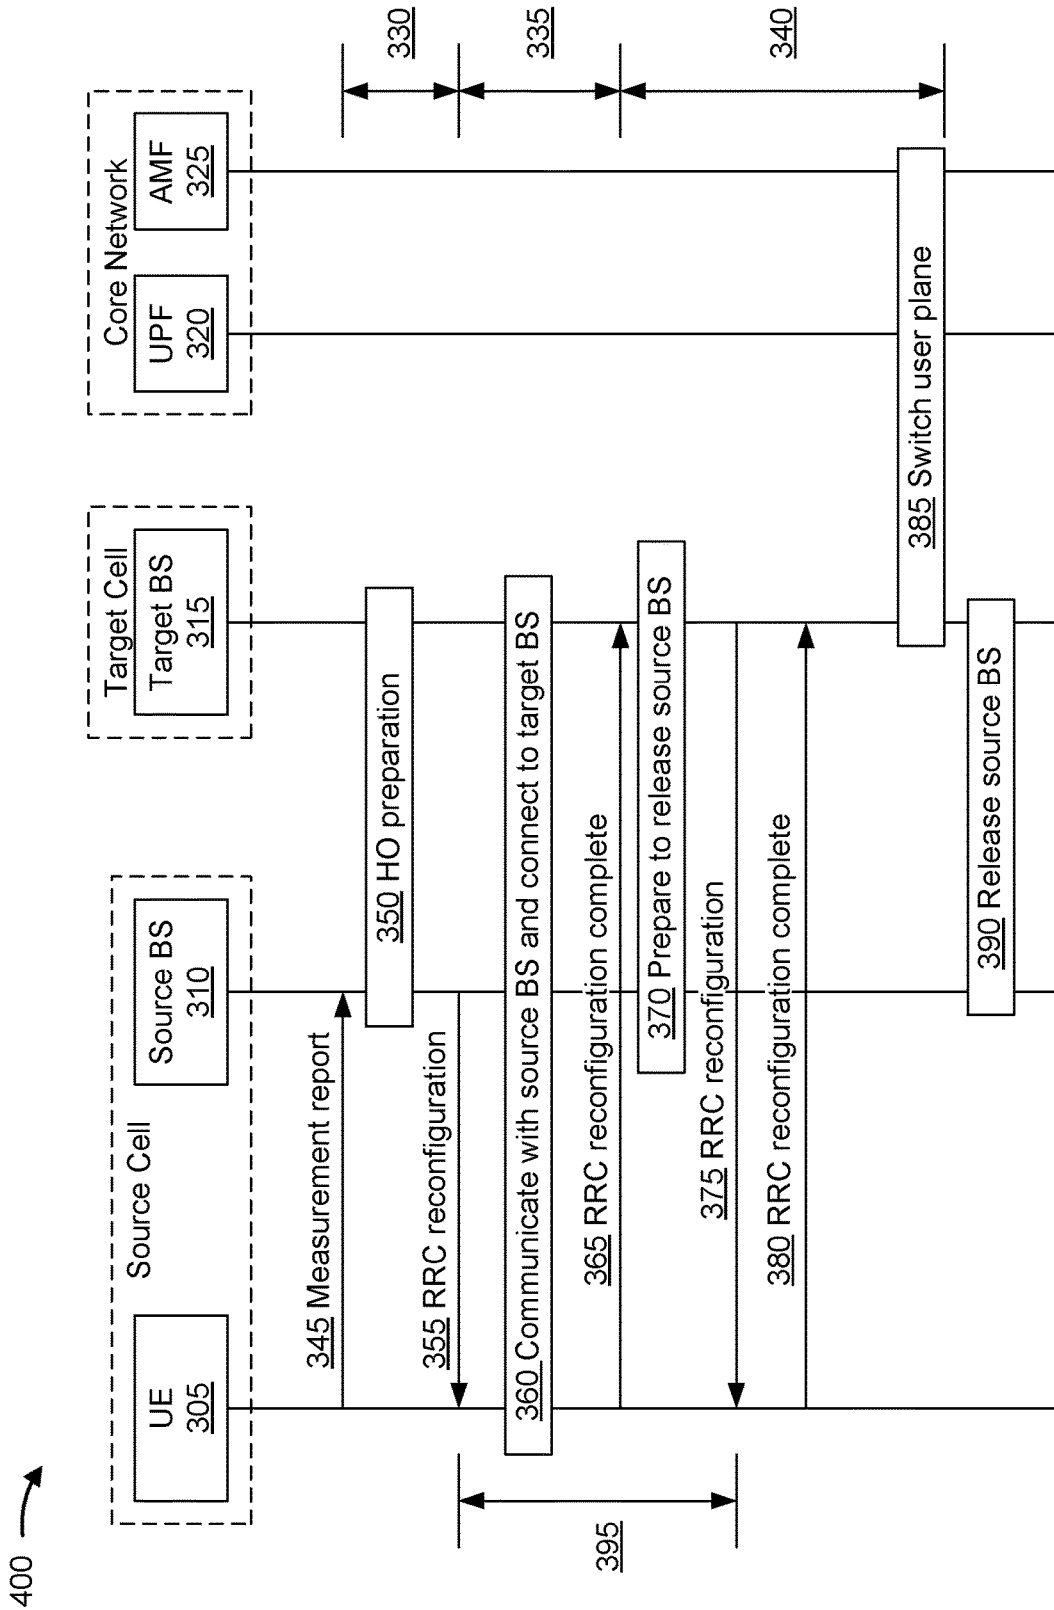 400
Source Cell
UE
305
Source BS
310
Target Cell
Target BS
315
Core Network
UPF
320
AMF
325
345 Measurement report
330
350 HO preparation
355 RRC reconfiguration
335
360 Communicate with source BS and connect to target BS
395
365 RRC reconfiguration complete
370 Prepare to release source BS
340
375 RRC reconfiguration
380 RRC reconfiguration complete
385 Switch user plane
390 Release source BS